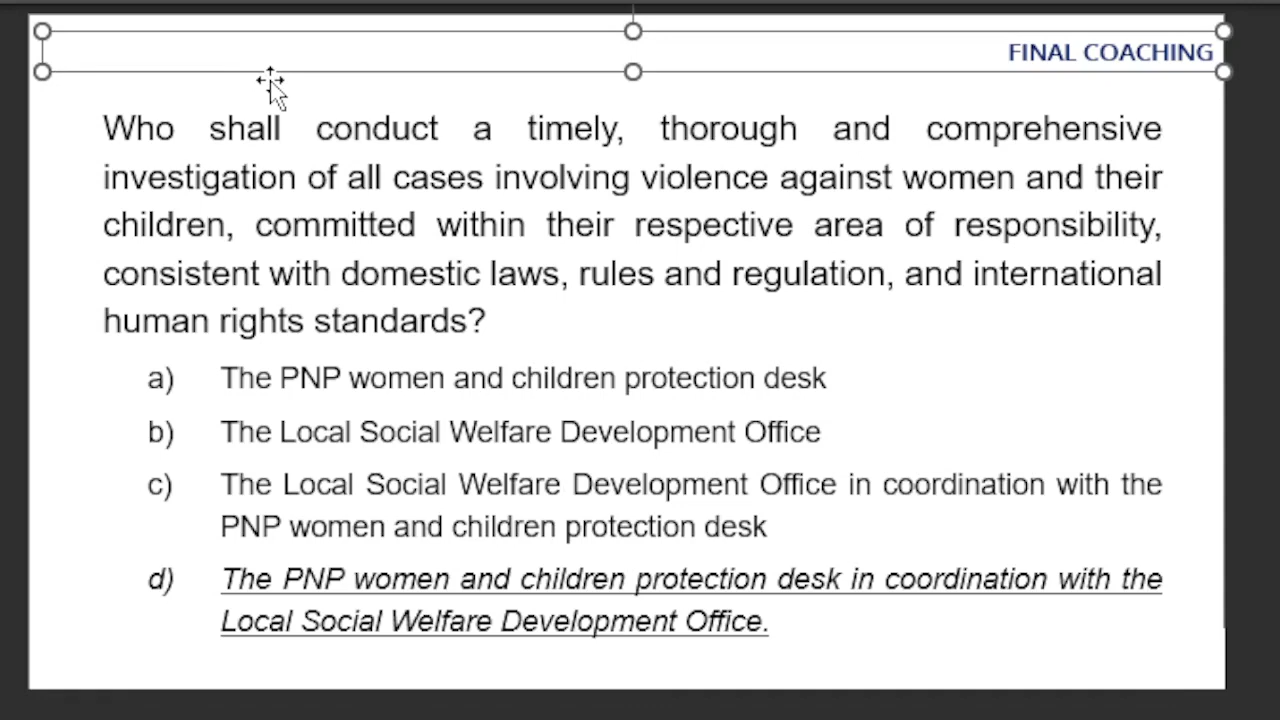 FINAL COACHING
Who shall conduct a timely, thorough and comprehensive
investigation of all cases involving violence against women and their
children, committed within their respective area of responsibility,
consistent with domestic laws, rules and regulation, and international
human rights standards?
a) The PNP women and children protection desk
b) The Local Social Welfare Development Office
c) The Local Social Welfare Development Office in coordination with the
PNP women and children protection desk
d) The PNP women and children protection desk in coordination with the
Local Social Welfare Development Office.